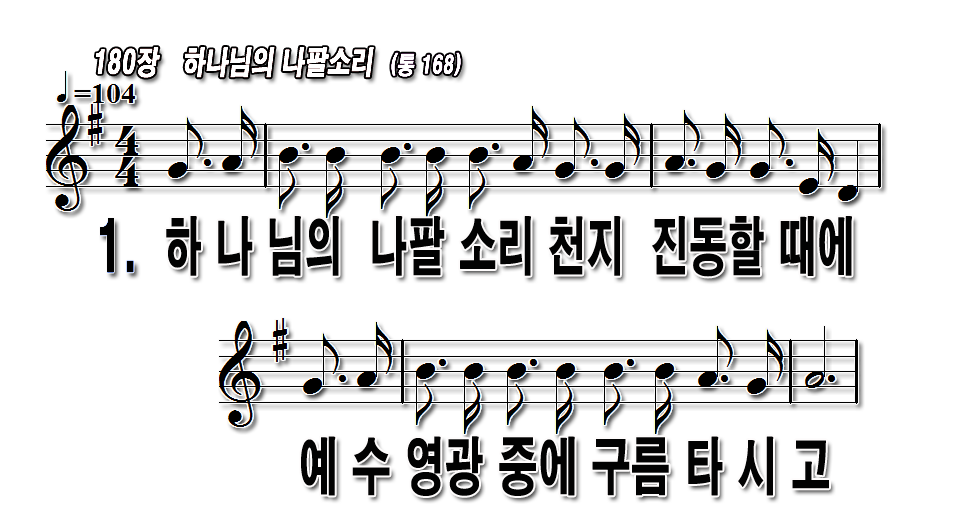 180장 하나님의 나팔소리 (통 168)
♩=104
4
4
1. 하 나 님의 나팔 소리 천지 진동할 때에
예 수 영광 중에 구름 타 시 고